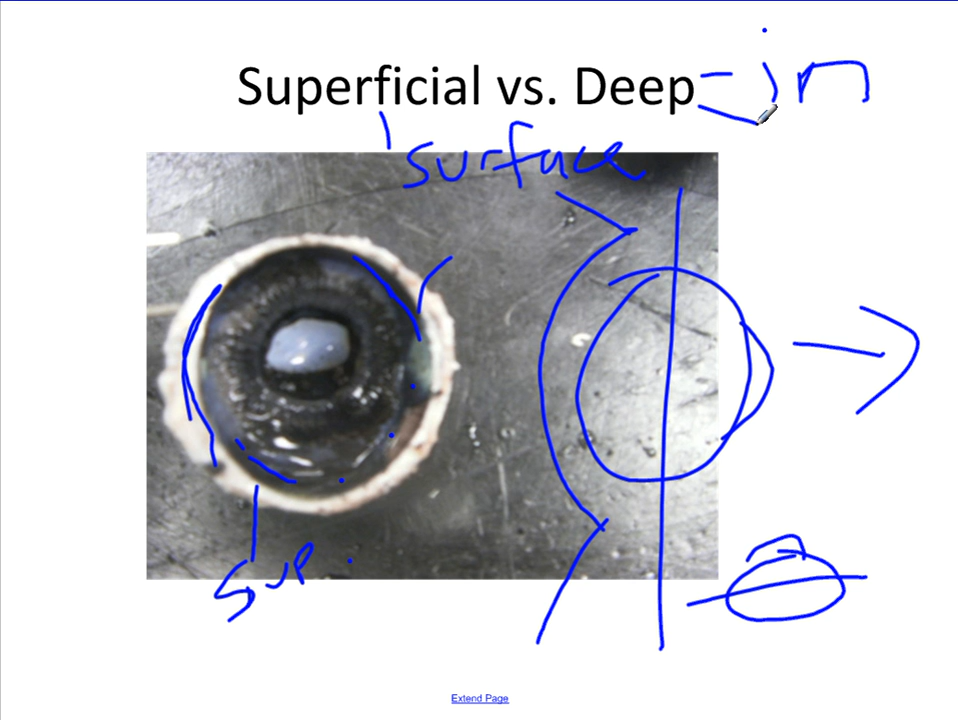 Superficial vs. Deep - in
surface
Sup
Extend Page